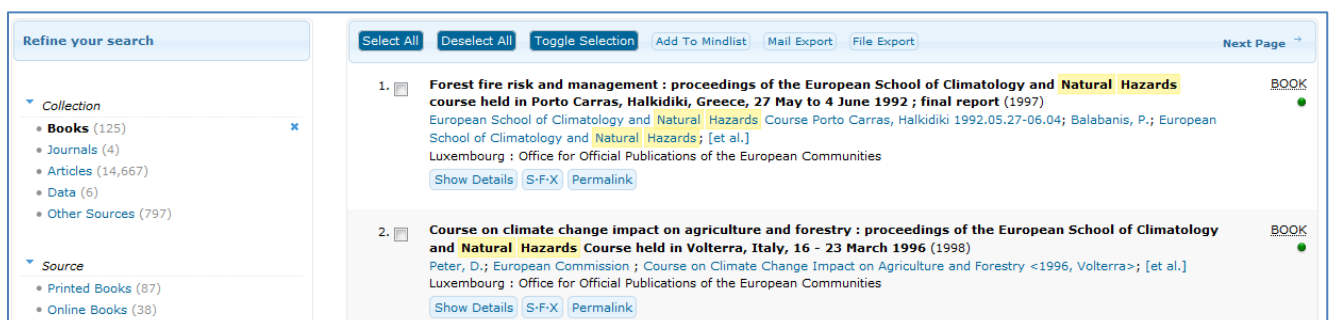 Refine your search
Collection
Books (125)
Journals (4)
Articles (14,667)
Data (6)
Other Sources (797)
Source
Printed Books (87)
Online Books (38)
Select All Deselect All Toggle Selection Add To Mindlist Mail Export File Export Next Page →
1. Forest fire risk and management : proceedings of the European School of Climatology and Natural Hazards BOOK
course held in Porto Carras, Halkidiki, Greece, 27 May to 4 June 1992 ; final report (1997)
European School of Climatology and Natural Hazards Course Porto Carras, Halkidiki 1992.05.27-06.04; Balabanis, P.; European
School of Climatology and Natural Hazards; [et al.]
Luxembourg : Office for Official Publications of the European Communities
Show Details S·F·X Permalink
2. Course on climate change impact on agriculture and forestry : proceedings of the European School of Climatology BOOK
and Natural Hazards Course held in Volterra, Italy, 16 - 23 March 1996 (1998)
Peter, D.; European Commission ; Course on Climate Change Impact on Agriculture and Forestry <1996, Volterra>; [et al.]
Luxembourg : Office for Official Publications of the European Communities
Show Details S·F·X Permalink